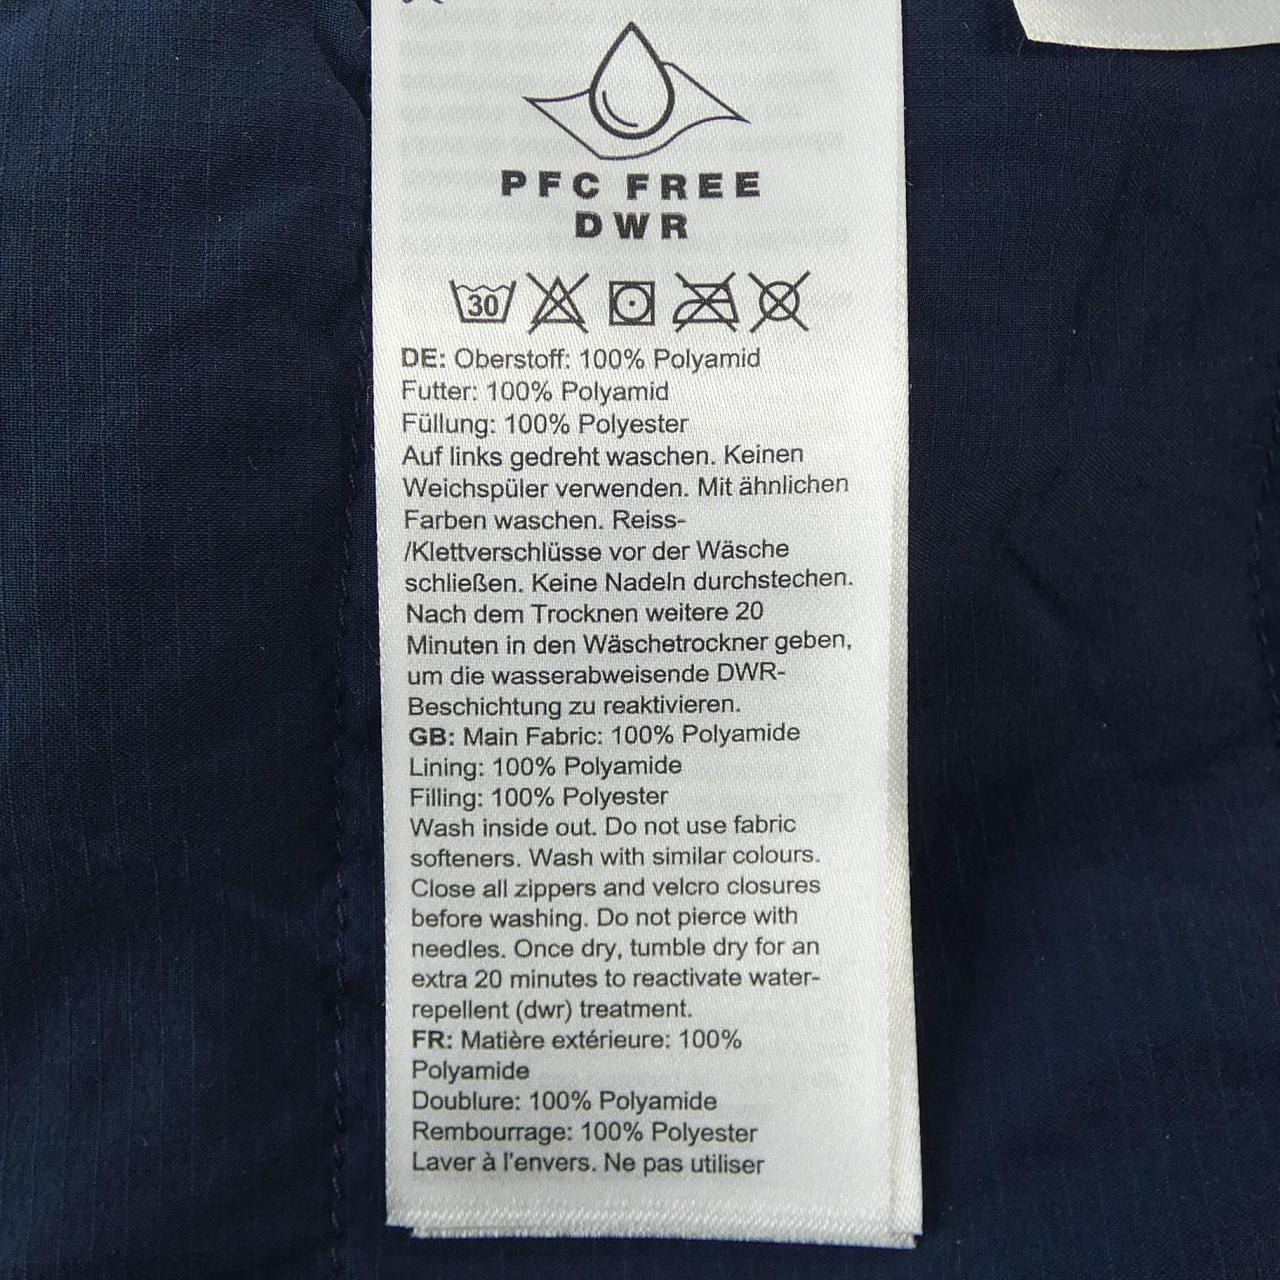 PFC FREE
DWR
30
DE: Oberstoff: 100% Polyamid
Futter: 100% Polyamid
Füllung: 100% Polyester
Auf links gedreht waschen. Keinen
Weichspüler verwenden. Mit ähnlichen
Farben waschen. Reiss-
/Klettverschlüsse vor der Wäsche
schließen. Keine Nadeln durchstechen.
Nach dem Trocknen weitere 20
Minuten in den Wäschetrockner geben,
um die wasserabweisende DWR-
Beschichtung zu reaktivieren.
GB: Main Fabric: 100% Polyamide
Lining: 100% Polyamide
Filling: 100% Polyester
Wash inside out. Do not use fabric
softeners. Wash with similar colours.
Close all zippers and velcro closures
before washing. Do not pierce with
needles. Once dry, tumble dry for an
extra 20 minutes to reactivate water-
repellent (dwr) treatment.
FR: Matière extérieure: 100%
Polyamide
Doublure: 100% Polyamide
Rembourrage: 100% Polyester
Laver à l'envers. Ne pas utiliser